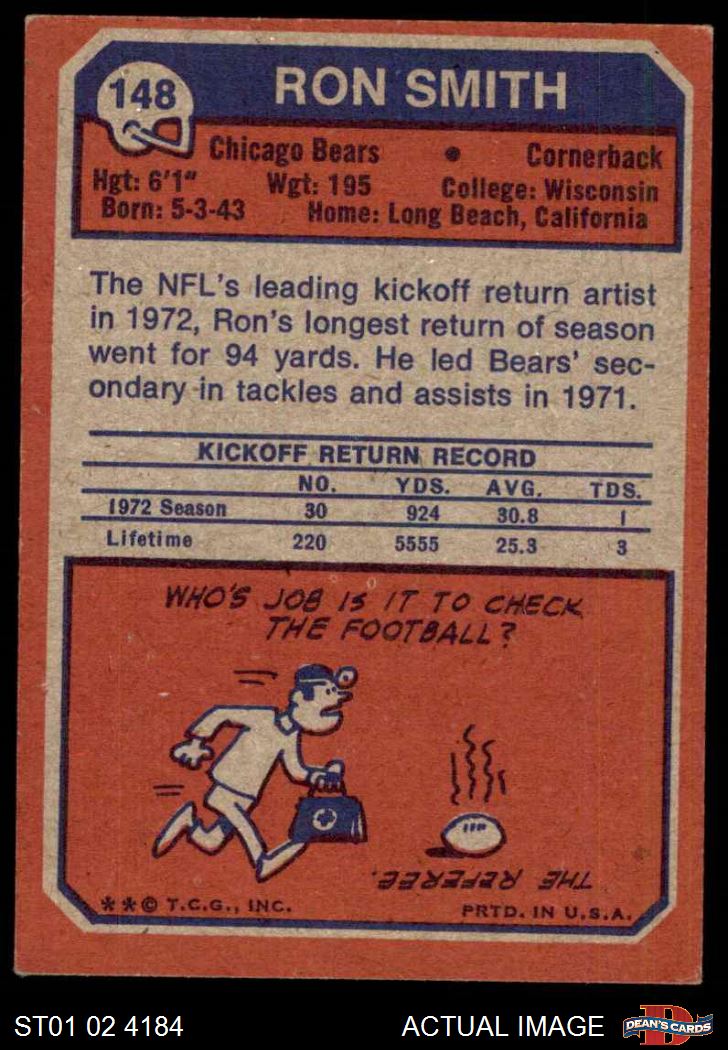 148
RON SMITH
Chicago Bears • Cornerback
Hgt: 6'1" Wgt: 195 College: Wisconsin
Born: 5-3-43 Home: Long Beach, California
The NFL's leading kickoff return artist
in 1972, Ron's longest return of season
went for 94 yards. He led Bears' sec-
ondary in tackles and assists in 1971.
KICKOFF RETURN RECORD
NO. YDS. AVG. TDS.
1972 Season 30 924 30.8 1
Lifetime 220 5555 25.3 3
WHO'S JOB IS IT TO CHECK
THE FOOTBALL?
THE REFEREE.
**© T.C.G., INC. PRTD. IN U.S.A.
ST01 02 4184 ACTUAL IMAGE D DEAN'S CARDS